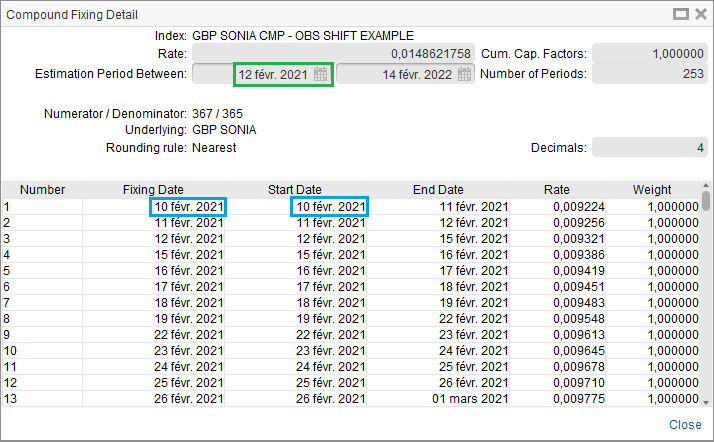 Compound Fixing Detail
Index: GBP SONIA CMP - OBS SHIFT EXAMPLE
Rate: 0,0148621758 Cum. Cap. Factors: 1,000000
Estimation Period Between: 12 févr. 2021 14 févr. 2022 Number of Periods: 253
Numerator / Denominator: 367 / 365
Underlying: GBP SONIA
Rounding rule: Nearest Decimals: 4
Number Fixing Date Start Date End Date Rate Weight
1 10 févr. 2021 10 févr. 2021 11 févr. 2021 0,009224 1,000000
2 11 févr. 2021 11 févr. 2021 12 févr. 2021 0,009256 1,000000
3 12 févr. 2021 12 févr. 2021 15 févr. 2021 0,009321 1,000000
4 15 févr. 2021 15 févr. 2021 16 févr. 2021 0,009386 1,000000
5 16 févr. 2021 16 févr. 2021 17 févr. 2021 0,009419 1,000000
6 17 févr. 2021 17 févr. 2021 18 févr. 2021 0,009451 1,000000
7 18 févr. 2021 18 févr. 2021 19 févr. 2021 0,009483 1,000000
8 19 févr. 2021 19 févr. 2021 22 févr. 2021 0,009548 1,000000
9 22 févr. 2021 22 févr. 2021 23 févr. 2021 0,009613 1,000000
10 23 févr. 2021 23 févr. 2021 24 févr. 2021 0,009645 1,000000
11 24 févr. 2021 24 févr. 2021 25 févr. 2021 0,009678 1,000000
12 25 févr. 2021 25 févr. 2021 26 févr. 2021 0,009710 1,000000
13 26 févr. 2021 26 févr. 2021 01 mars 2021 0,009775 1,000000
Close